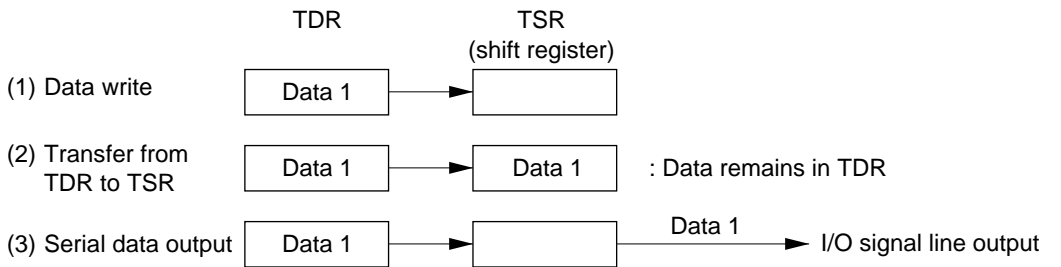 TDR
TSR
(shift register)
(1) Data write
Data 1
(2) Transfer from
TDR to TSR
Data 1
Data 1
: Data remains in TDR
(3) Serial data output
Data 1
Data 1
I/O signal line output